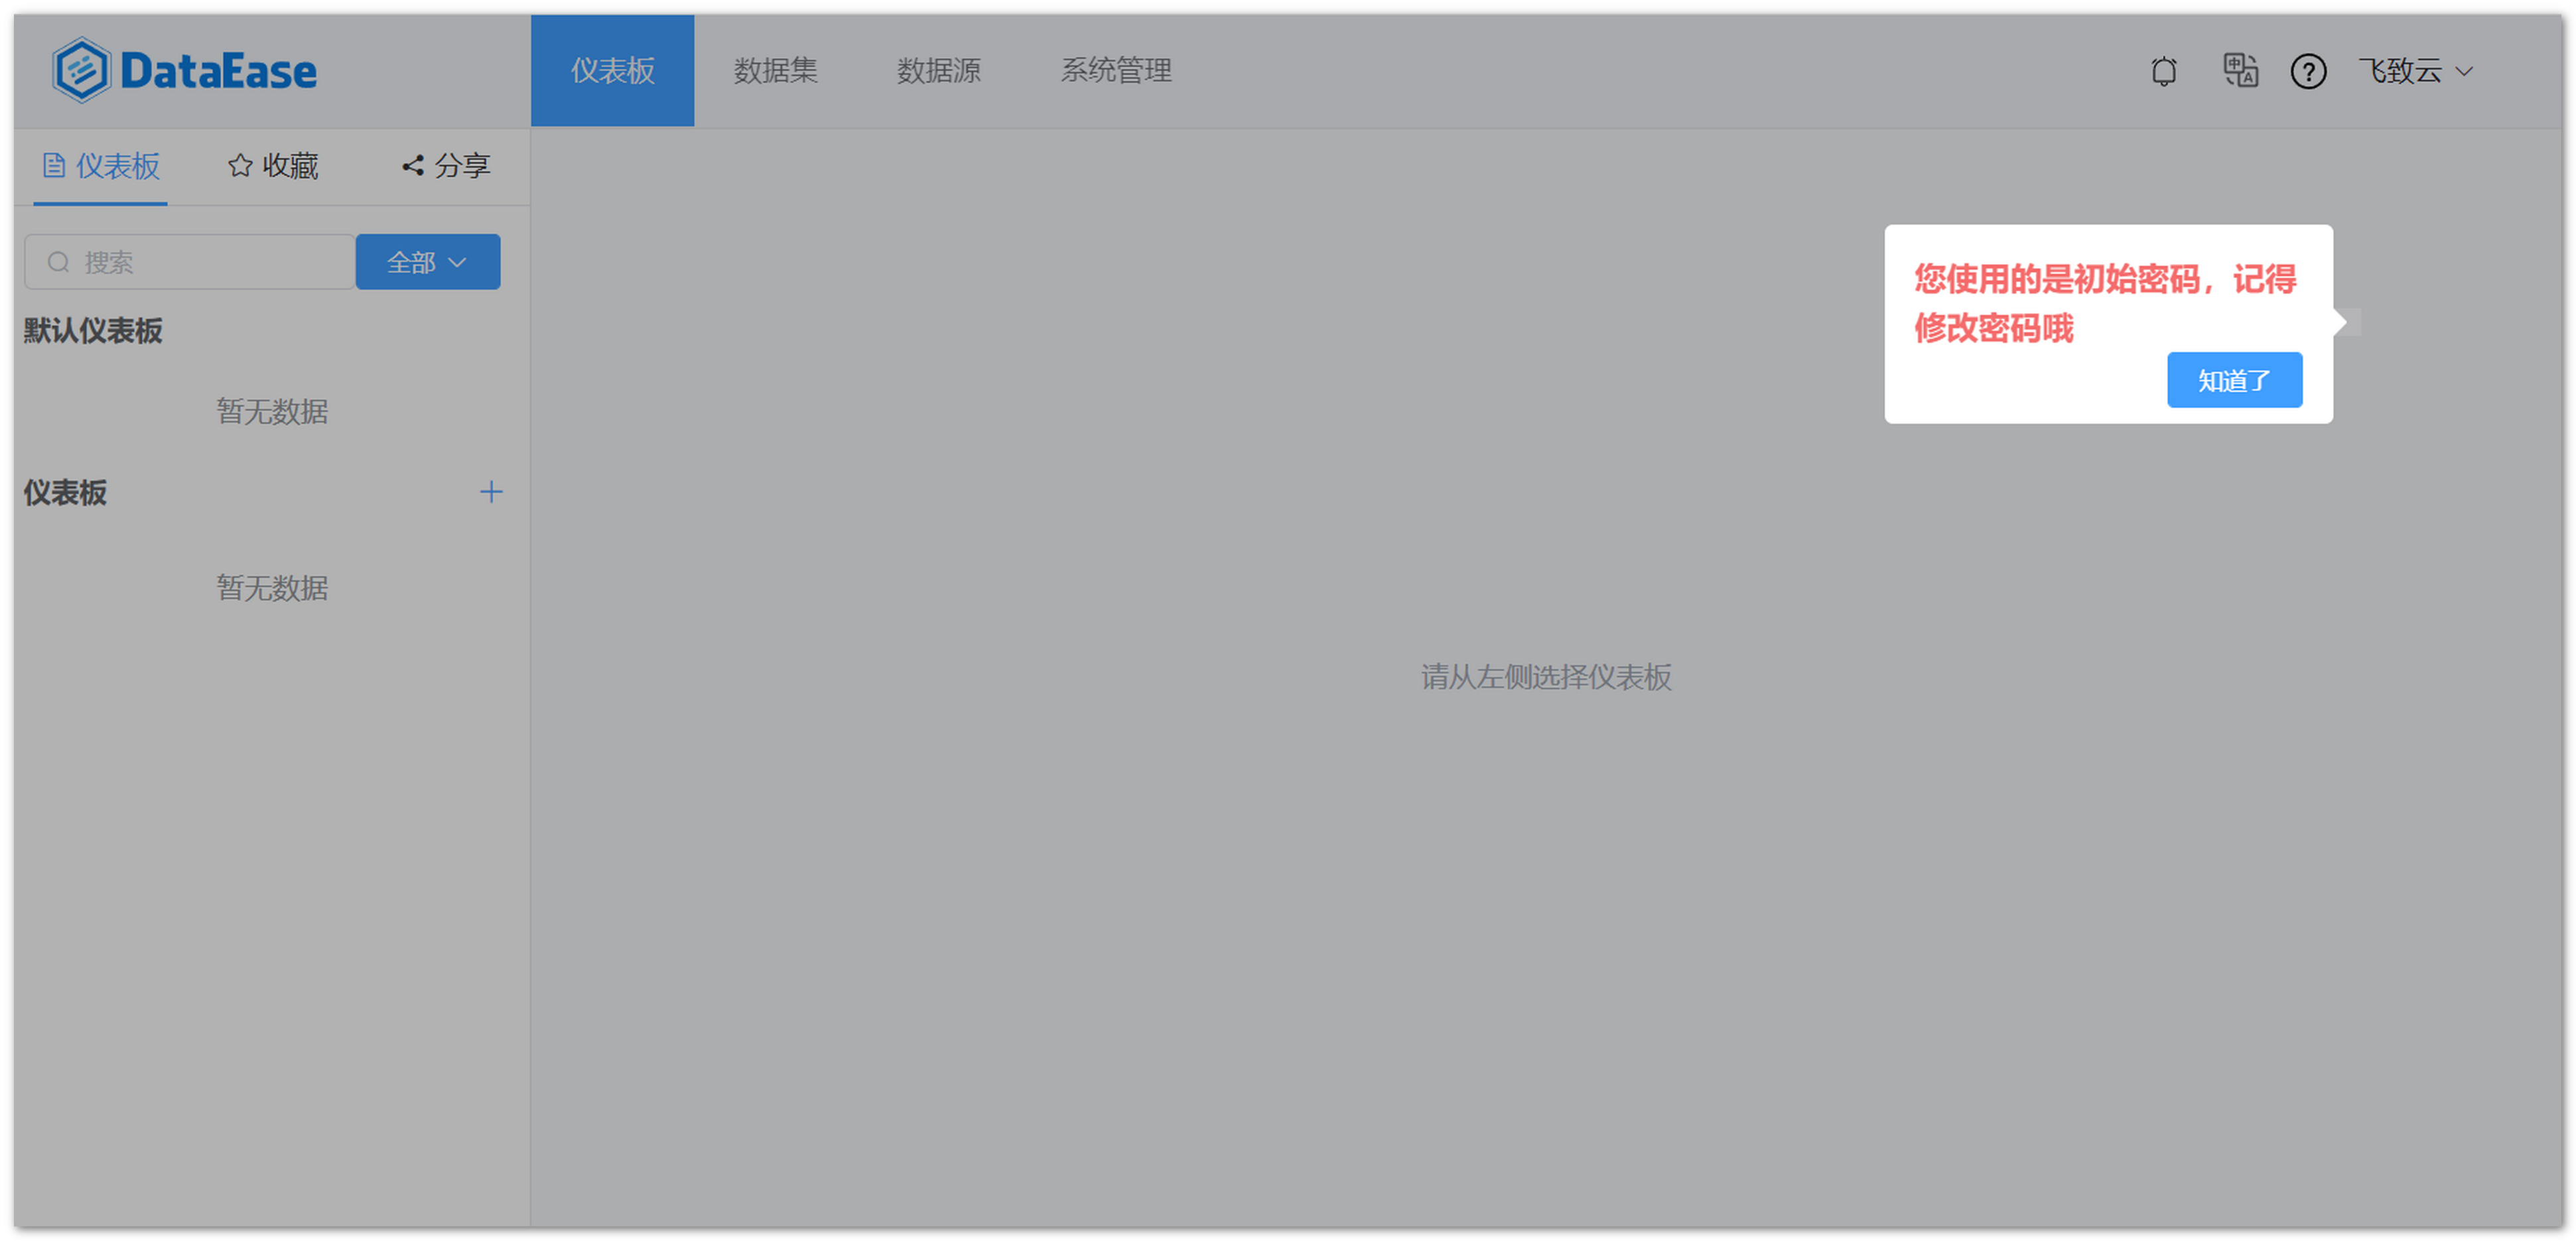 DataEase
仪表板 数据集 数据源 系统管理
飞致云
仪表板 收藏 分享
搜索 全部
默认仪表板
暂无数据
仪表板
暂无数据
您使用的是初始密码，记得
修改密码哦
知道了
请从左侧选择仪表板